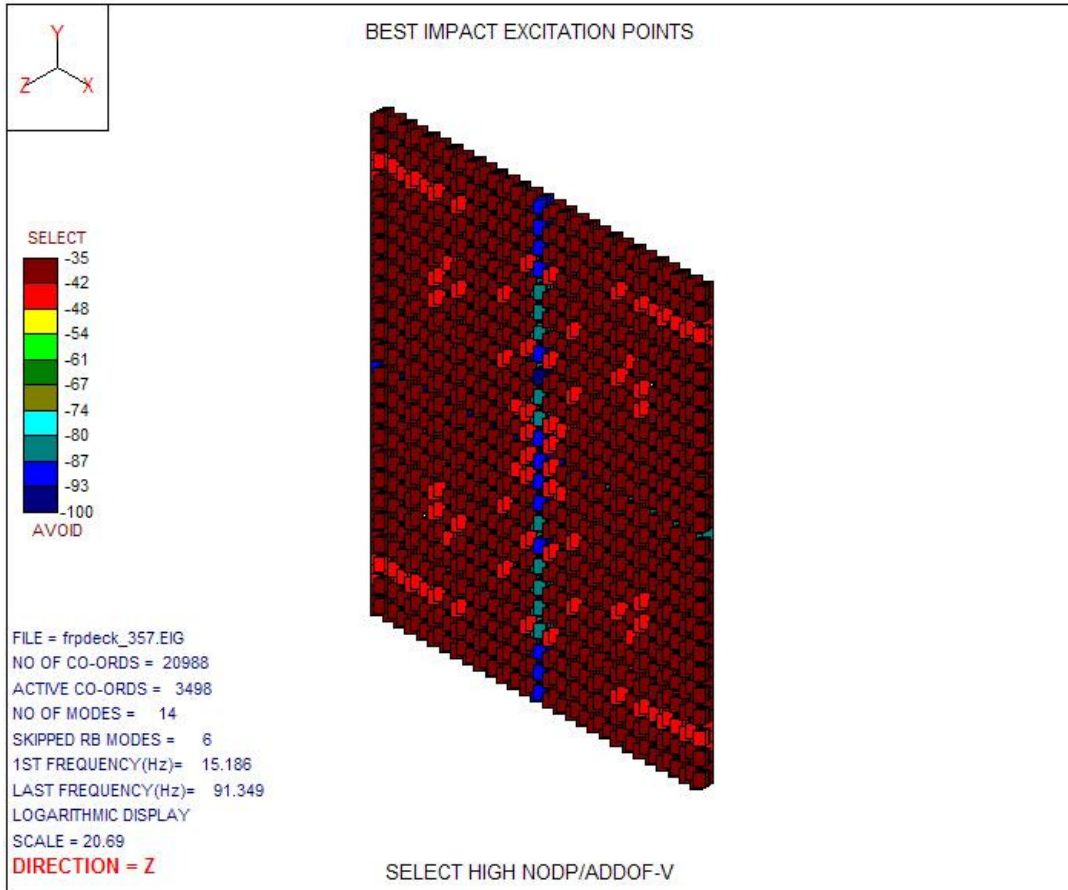 BEST IMPACT EXCITATION POINTS
Y
Z X
SELECT
-35
-42
-48
-54
-61
-67
-74
-80
-87
-93
-100
AVOID
FILE = frpdeck_357.EIG
NO OF CO-ORDS = 20988
ACTIVE CO-ORDS = 3498
NO OF MODES = 14
SKIPPED RB MODES = 6
1ST FREQUENCY(Hz)= 15.186
LAST FREQUENCY(Hz)= 91.349
LOGARITHMIC DISPLAY
SCALE = 20.69
DIRECTION = Z
SELECT HIGH NODP/ADDOF-V